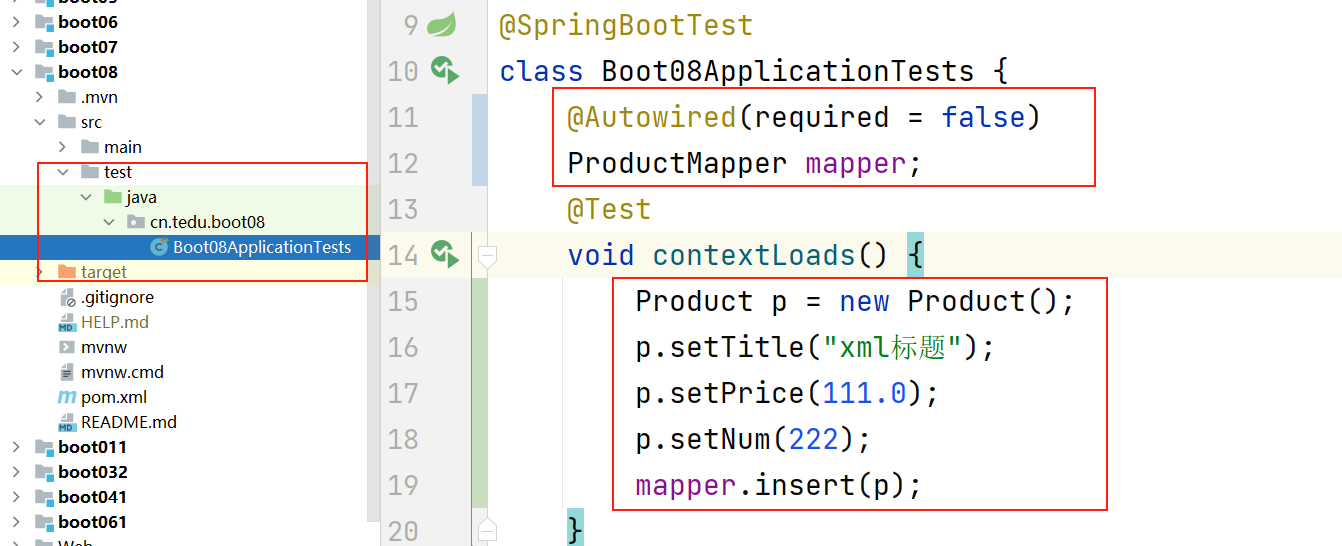 boot06
boot07
boot08
.mvn
src
main
test
java
cn.tedu.boot08
Boot08ApplicationTests
target
.gitignore
HELP.md
mvnw
mvnw.cmd
pom.xml
README.md
boot011
boot032
boot041
boot061
9 @SpringBootTest
10 class Boot08ApplicationTests {
11 @Autowired(required = false)
12 ProductMapper mapper;
13 @Test
14 void contextLoads() {
15 Product p = new Product();
16 p.setTitle("xml标题");
17 p.setPrice(111.0);
18 p.setNum(222);
19 mapper.insert(p);
20 }